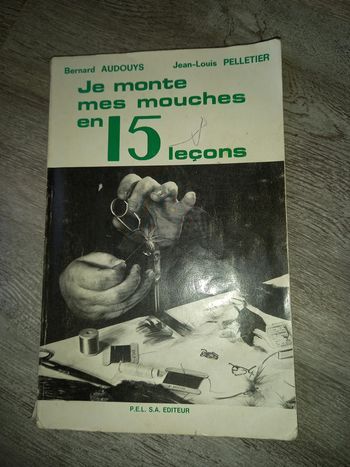 Bernard AUDOUYS Jean-Louis PELLETIER
Je monte
mes mouches
en 15
leçons
P.E.L. S.A. EDITEUR